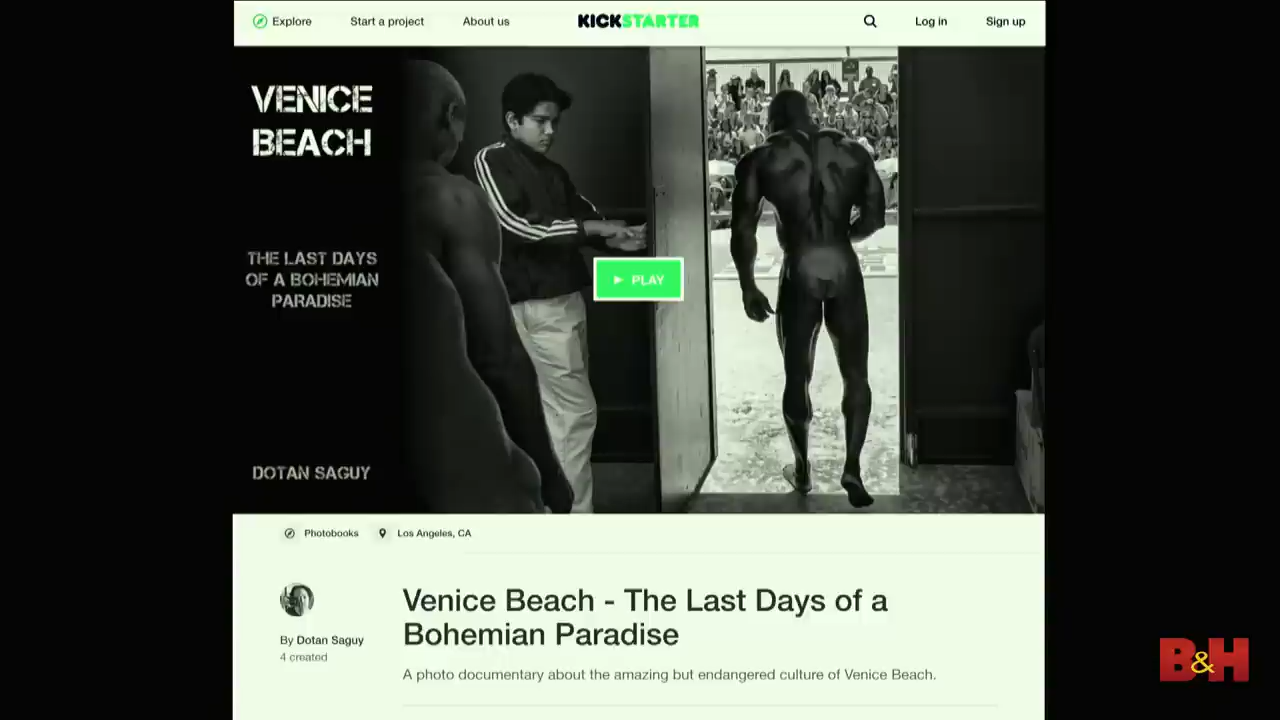 Explore
Start a project
About us
KICKSTARTER
Log in
Sign up
VENICE
BEACH
THE LAST DAYS
OF A BOHEMIAN
PARADISE
PLAY
DOTAN SAGUY
Photobooks
Los Angeles, CA
Venice Beach - The Last Days of a
Bohemian Paradise
By Dotan Saguy
4 created
A photo documentary about the amazing but endangered culture of Venice Beach.
B&H